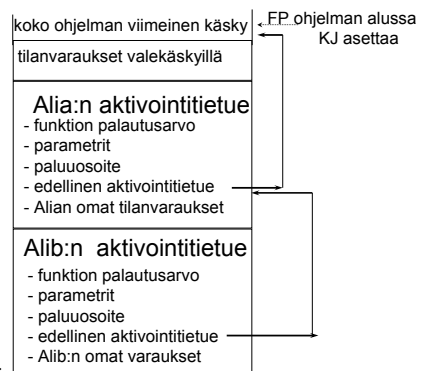 koko ohjelman viimeinen käsky
FP ohjelman alussa
KJ asettaa
tilanvaraukset valekäskyillä
Alia:n aktivointitietue
- funktion palautusarvo
- parametrit
- paluuosoite
- edellinen aktivointitietue
- Alian omat tilanvaraukset
Alib:n aktivointitietue
- funktion palautusarvo
- parametrit
- paluuosoite
- edellinen aktivointitietue
- Alib:n omat varaukset